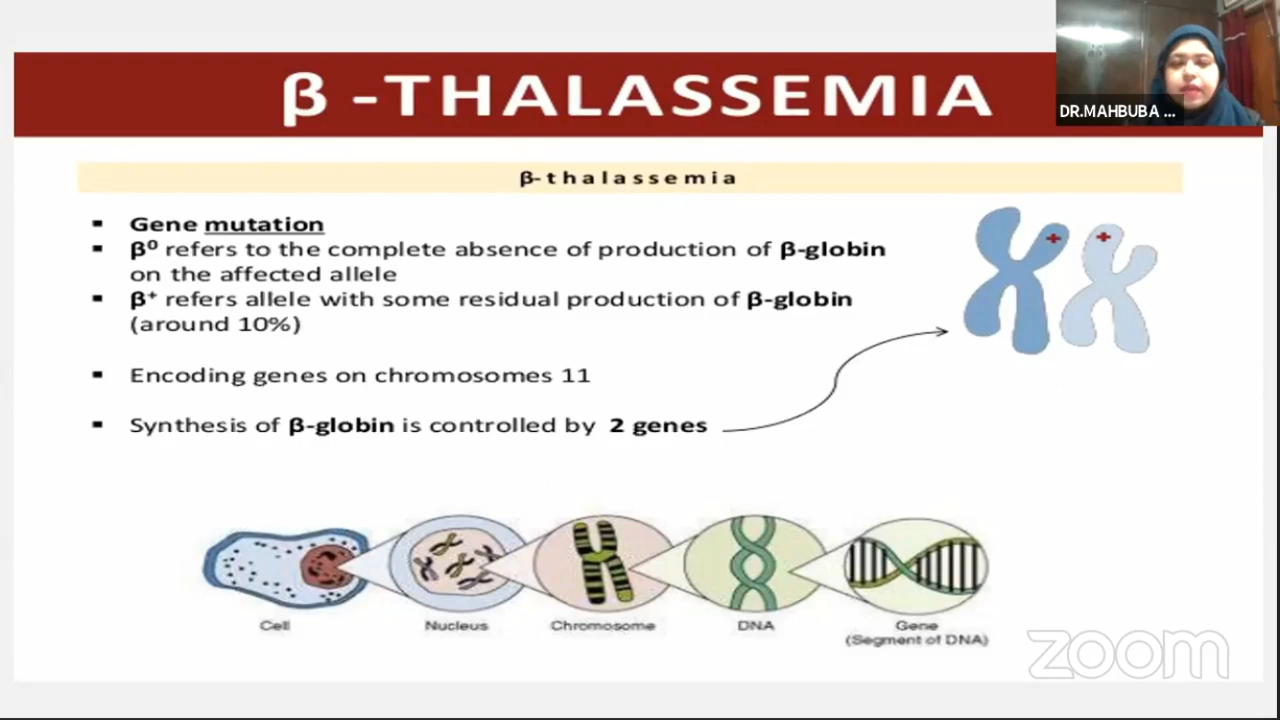 β -THALASSEMIA
DR.MAHBUBA ...
β-thalassemia
▪ Gene mutation
▪ β⁰ refers to the complete absence of production of β-globin
on the affected allele
▪ β⁺ refers allele with some residual production of β-globin
(around 10%)
▪ Encoding genes on chromosomes 11
▪ Synthesis of β-globin is controlled by 2 genes
Cell
Nucleus
Chromosome
DNA
Gene
(Segment of DNA)
zoom